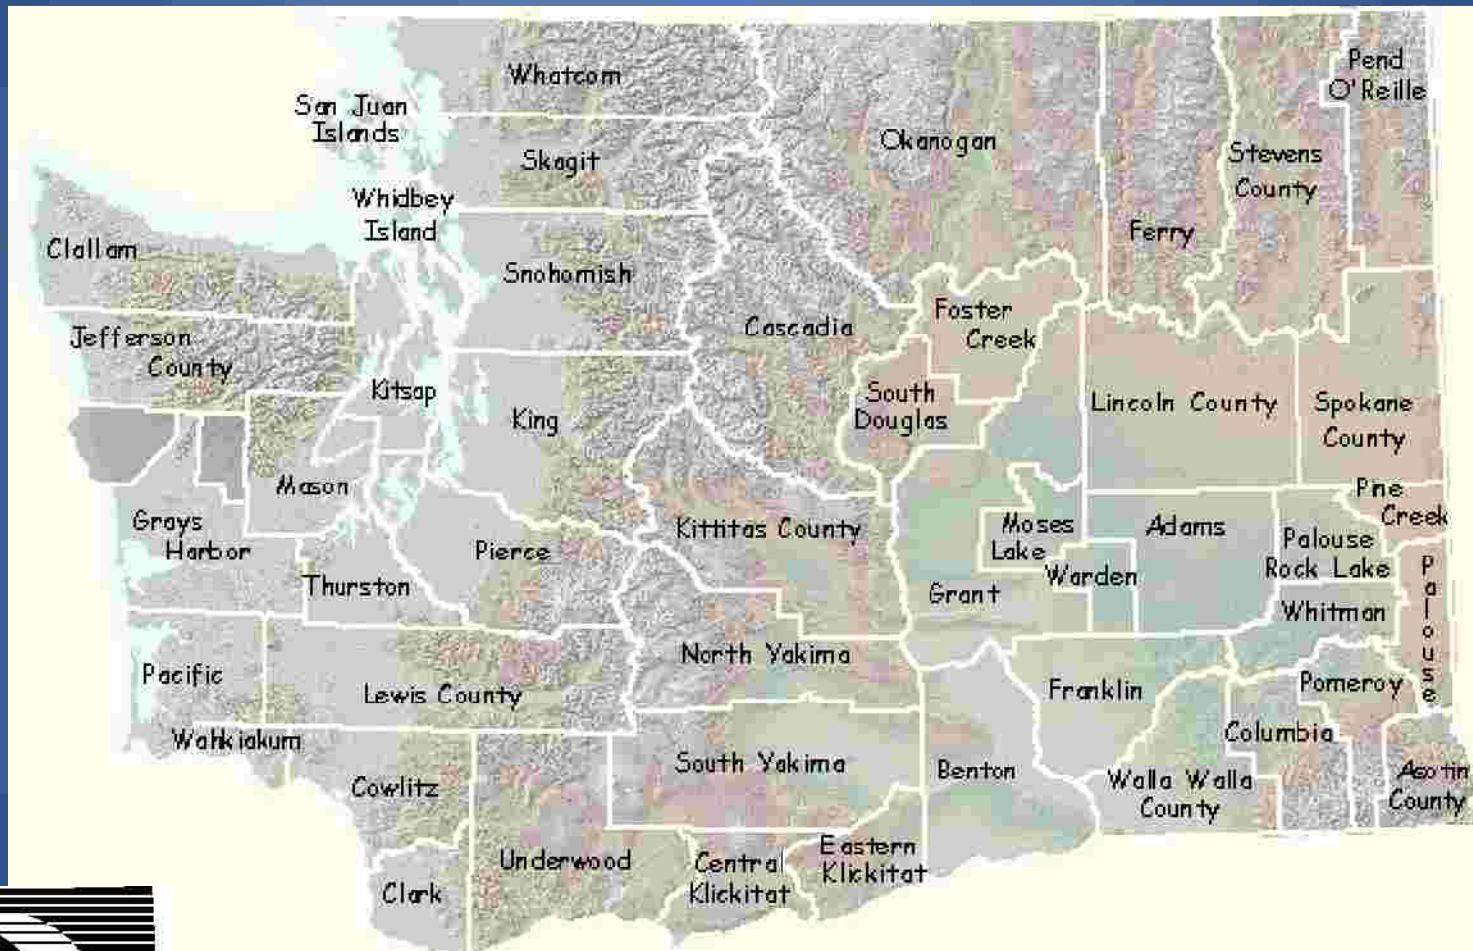 Whatcom
San Juan
Islands
Skagit
Whidbey
Island
Clallam
Snohomish
Jefferson
County
Kitsap
King
Mason
Grays
Harbor
Thurston
Pierce
Pacific
Lewis County
Wahkiakum
Cowlitz
Clark
Underwood
Okanogan
Cascadia
Foster
Creek
South
Douglas
Kittitas County
North Yakima
South Yakima
Central
Klickitat
Eastern
Klickitat
Pend
O'Reille
Stevens
County
Ferry
Lincoln County
Spokane
County
Moses
Lake
Grant
Warden
Adams
Pine
Creek
Palouse
Rock Lake
Whitman
Palouse
Benton
Franklin
Walla Walla
County
Columbia
Pomeroy
Asotin
County